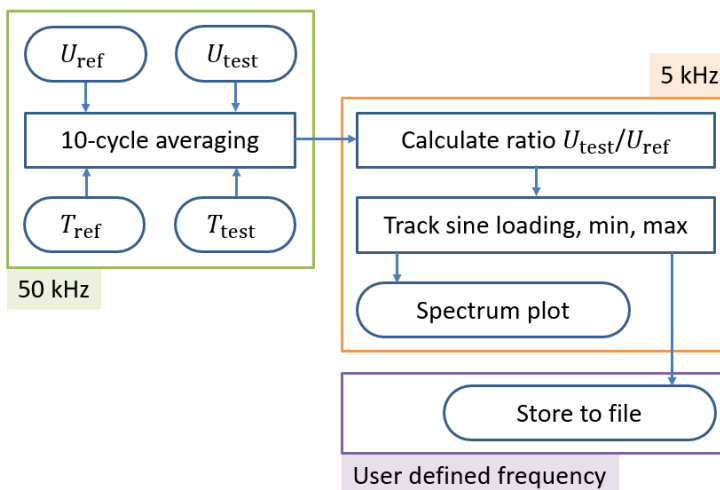 U_ref
U_test
10-cycle averaging
T_ref
T_test
50 kHz
5 kHz
Calculate ratio U_test/U_ref
Track sine loading, min, max
Spectrum plot
Store to file
User defined frequency